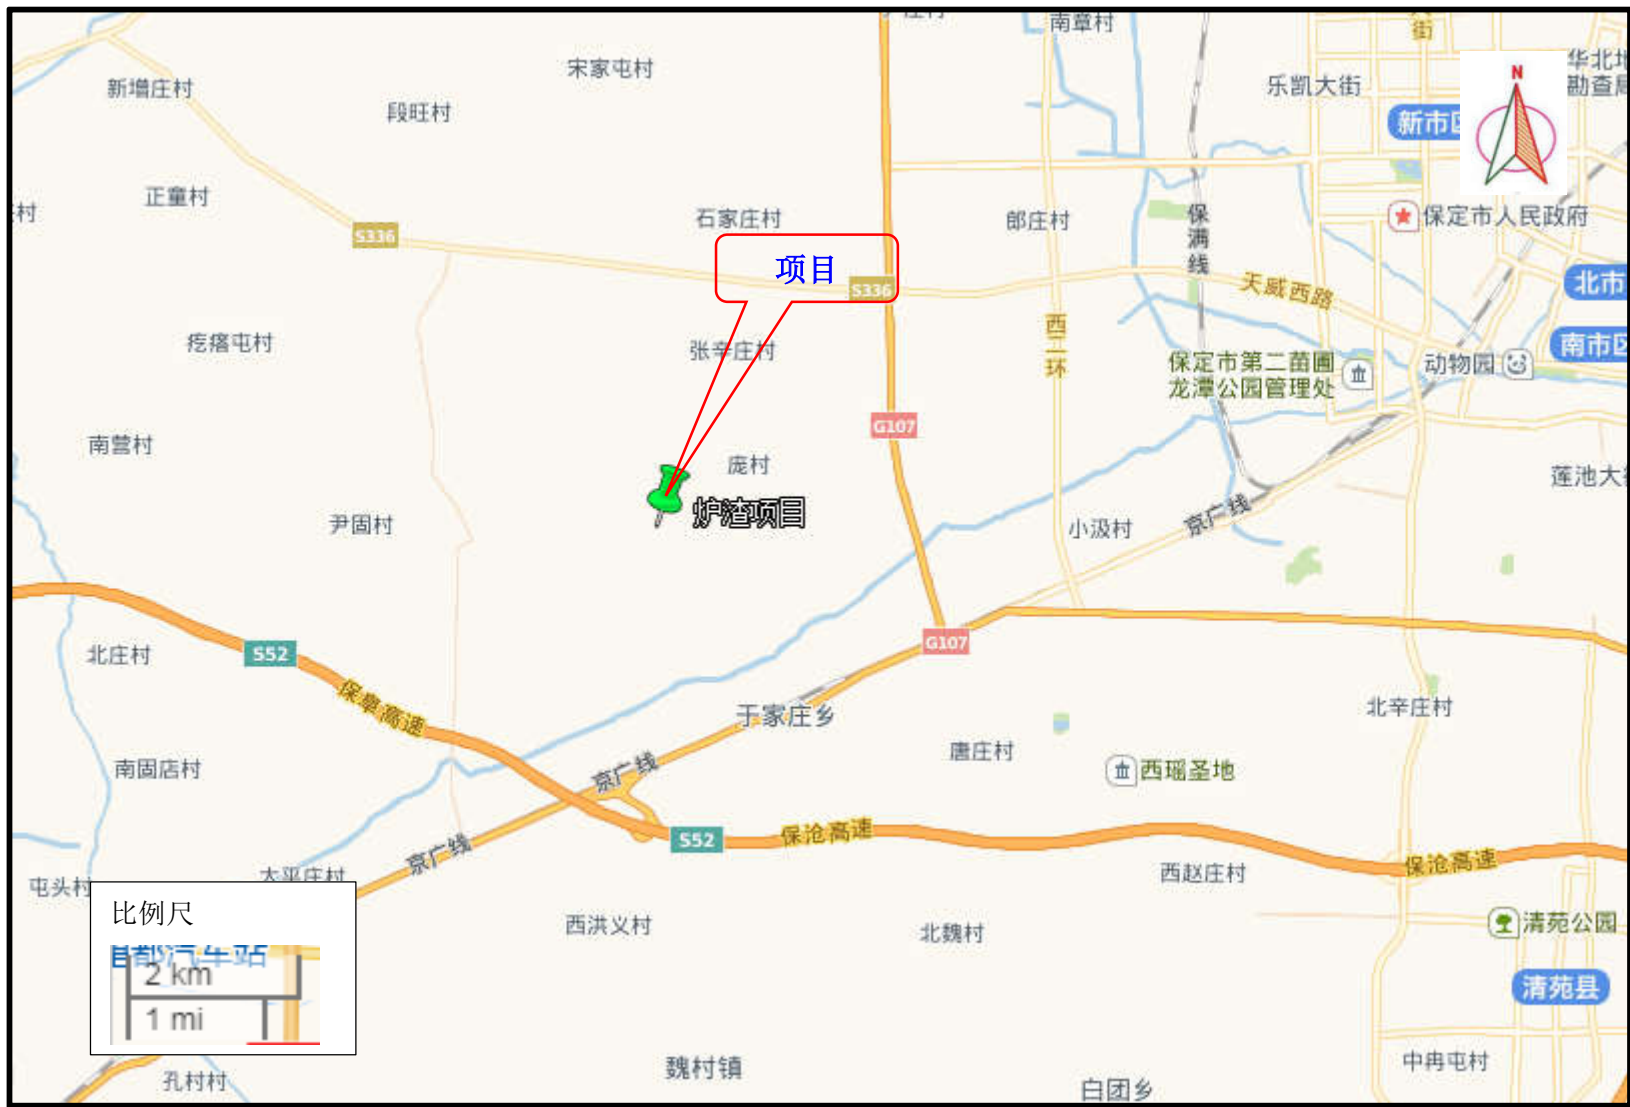 南章村
街
宋家屯村
新增庄村
段旺村
乐凯大街
华北地
勘查局
新市区
N
正童村
村
石家庄村
郎庄村
保满线
保定市人民政府
S336
项目
S336
天威西路
北市
西二环
疙瘩屯村
张辛庄村
保定市第二苗圃
龙潭公园管理处
动物园
南市区
G107
南营村
庞村
莲池大
炉渣项目
尹固村
小汲村
京广线
G107
北庄村
S52
保阜高速
于家庄乡
北辛庄村
唐庄村
南固店村
京广线
西瑶圣地
S52
保沧高速
京广线
保沧高速
西赵庄村
屯头村
大平庄村
比例尺
2 km
1 mi
西洪义村
北魏村
清苑公园
清苑县
中冉屯村
魏村镇
孔村村
白团乡